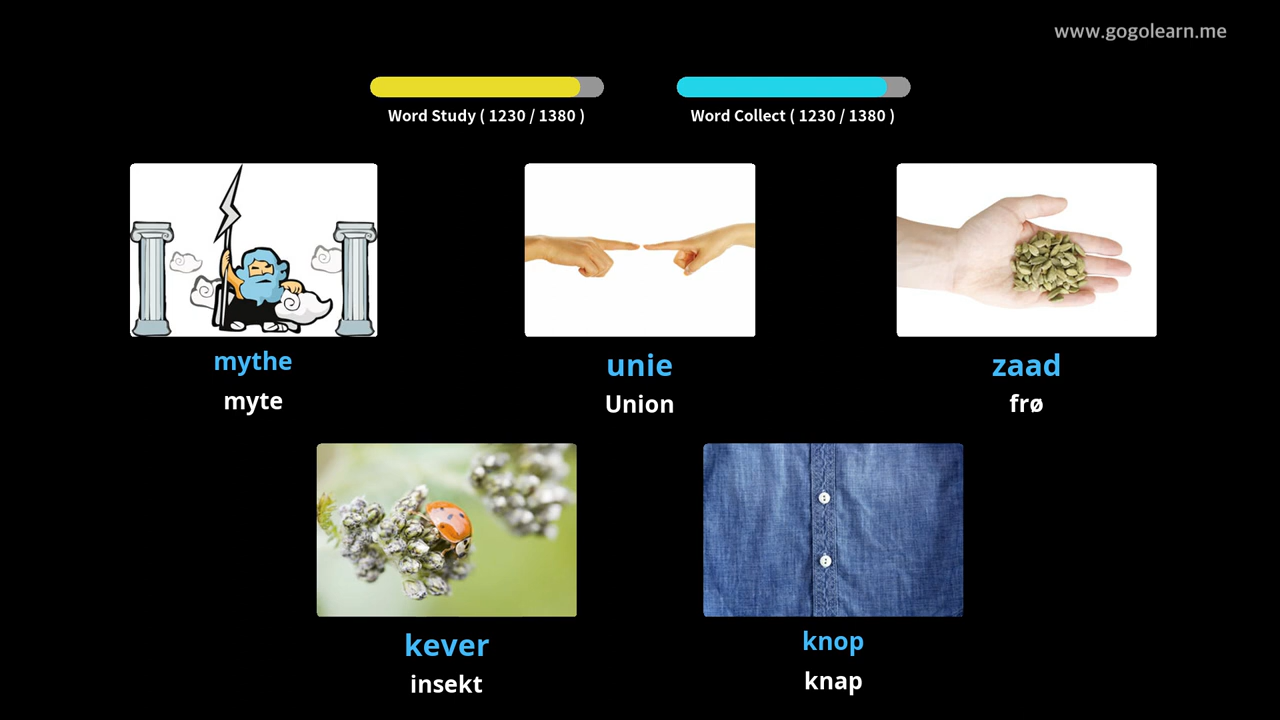 www.gogolearn.me
Word Study ( 1230 / 1380 )
Word Collect ( 1230 / 1380 )
mythe
myte
unie
Union
zaad
frø
kever
insekt
knop
knap